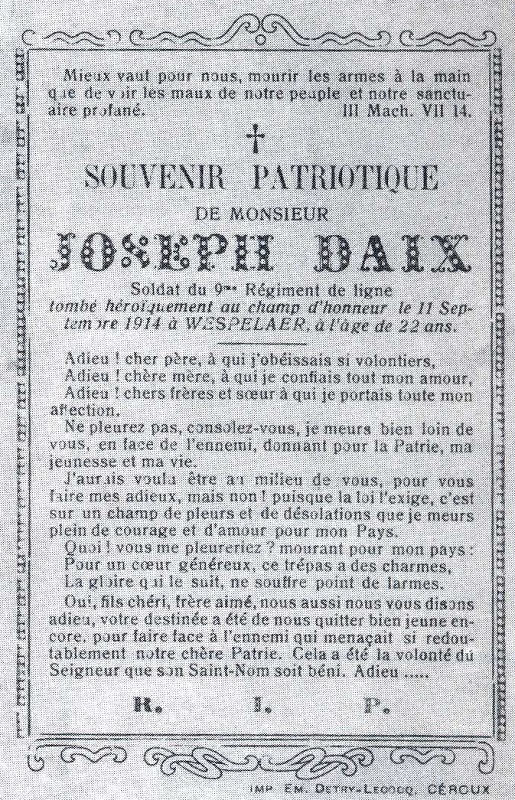 Mieux vaut pour nous, mourir les armes à la main
que de voir les maux de notre peuple et notre sanctu-
aire profané. III Mach. VII 14.
SOUVENIR PATRIOTIQUE
DE MONSIEUR
JOSEPH DAIX
Soldat du 9me Régiment de ligne
tombé héroïquement au champ d'honneur le 11 Sep-
tembre 1914 à WESPELAER, à l'âge de 22 ans.
Adieu ! cher père, à qui j'obéissais si volontiers,
Adieu ! chère mère, à qui je confiais tout mon amour,
Adieu ! chers frères et sœur à qui je portais toute mon
affection.
Ne pleurez pas, consolez-vous, je meurs bien loin de
vous, en face de l'ennemi, donnant pour la Patrie, ma
jeunesse et ma vie.
J'aurais voulu être au milieu de vous, pour vous
faire mes adieux, mais non ! puisque la loi l'exige, c'est
sur un champ de pleurs et de désolations que je meurs
plein de courage et d'amour pour mon Pays.
Quoi ! vous me pleureriez ? mourant pour mon pays :
Pour un cœur généreux, ce trépas a des charmes,
La gloire qui le suit, ne souffre point de larmes.
Oui, fils chéri, frère aimé, nous aussi nous vous disons
adieu, votre destinée a été de nous quitter bien jeune en-
core, pour faire face à l'ennemi qui menaçait si redou-
tablement notre chère Patrie. Cela a été la volonté du
Seigneur que son Saint-Nom soit béni. Adieu .....
R. I. P.
IMP. EM. DETRY-LECOCQ, CÉROUX